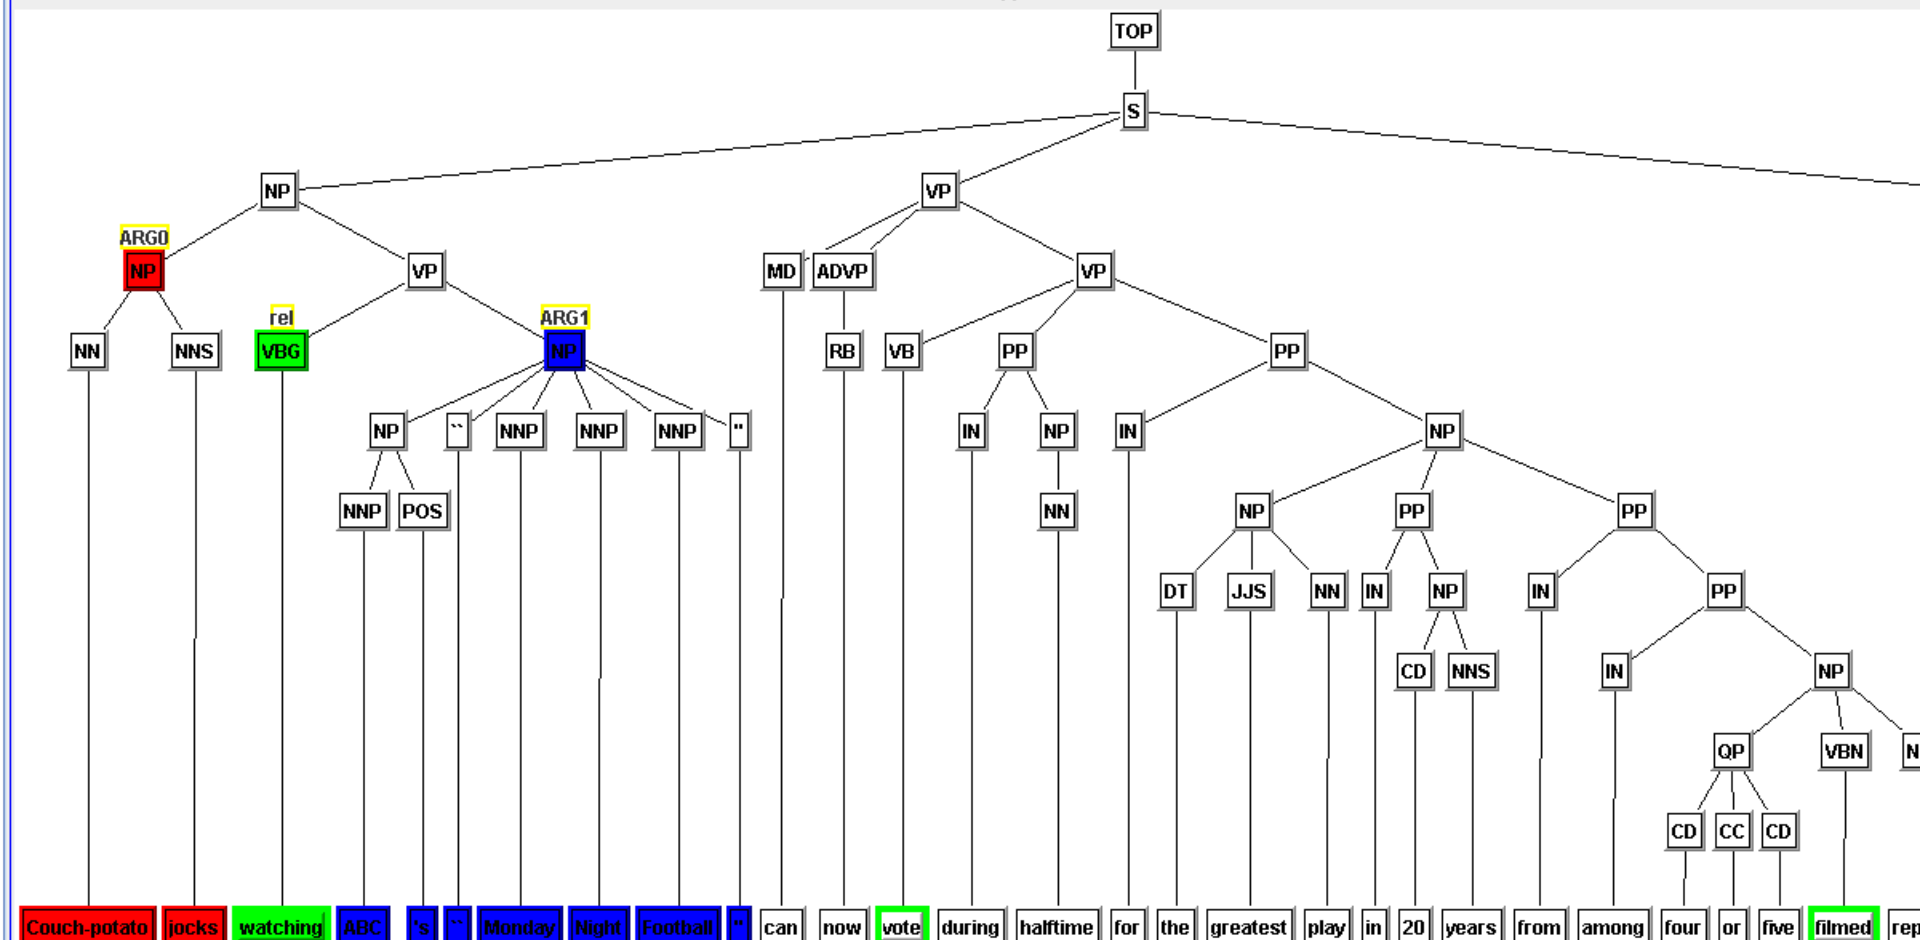 TOP
S
NP VP
ARG0
NP VP MD ADVP VP
rel ARG1
NN NNS VBG NP RB VB PP PP
NP `` NNP NNP NNP " IN NP IN NP
NNP POS NN NP PP PP
DT JJS NN IN NP IN PP
CD NNS IN NP
QP VBN N
CD CC CD
Couch-potato jocks watching ABC 's `` Monday Night Football " can now vote during halftime for the greatest play in 20 years from among four or five filmed rep